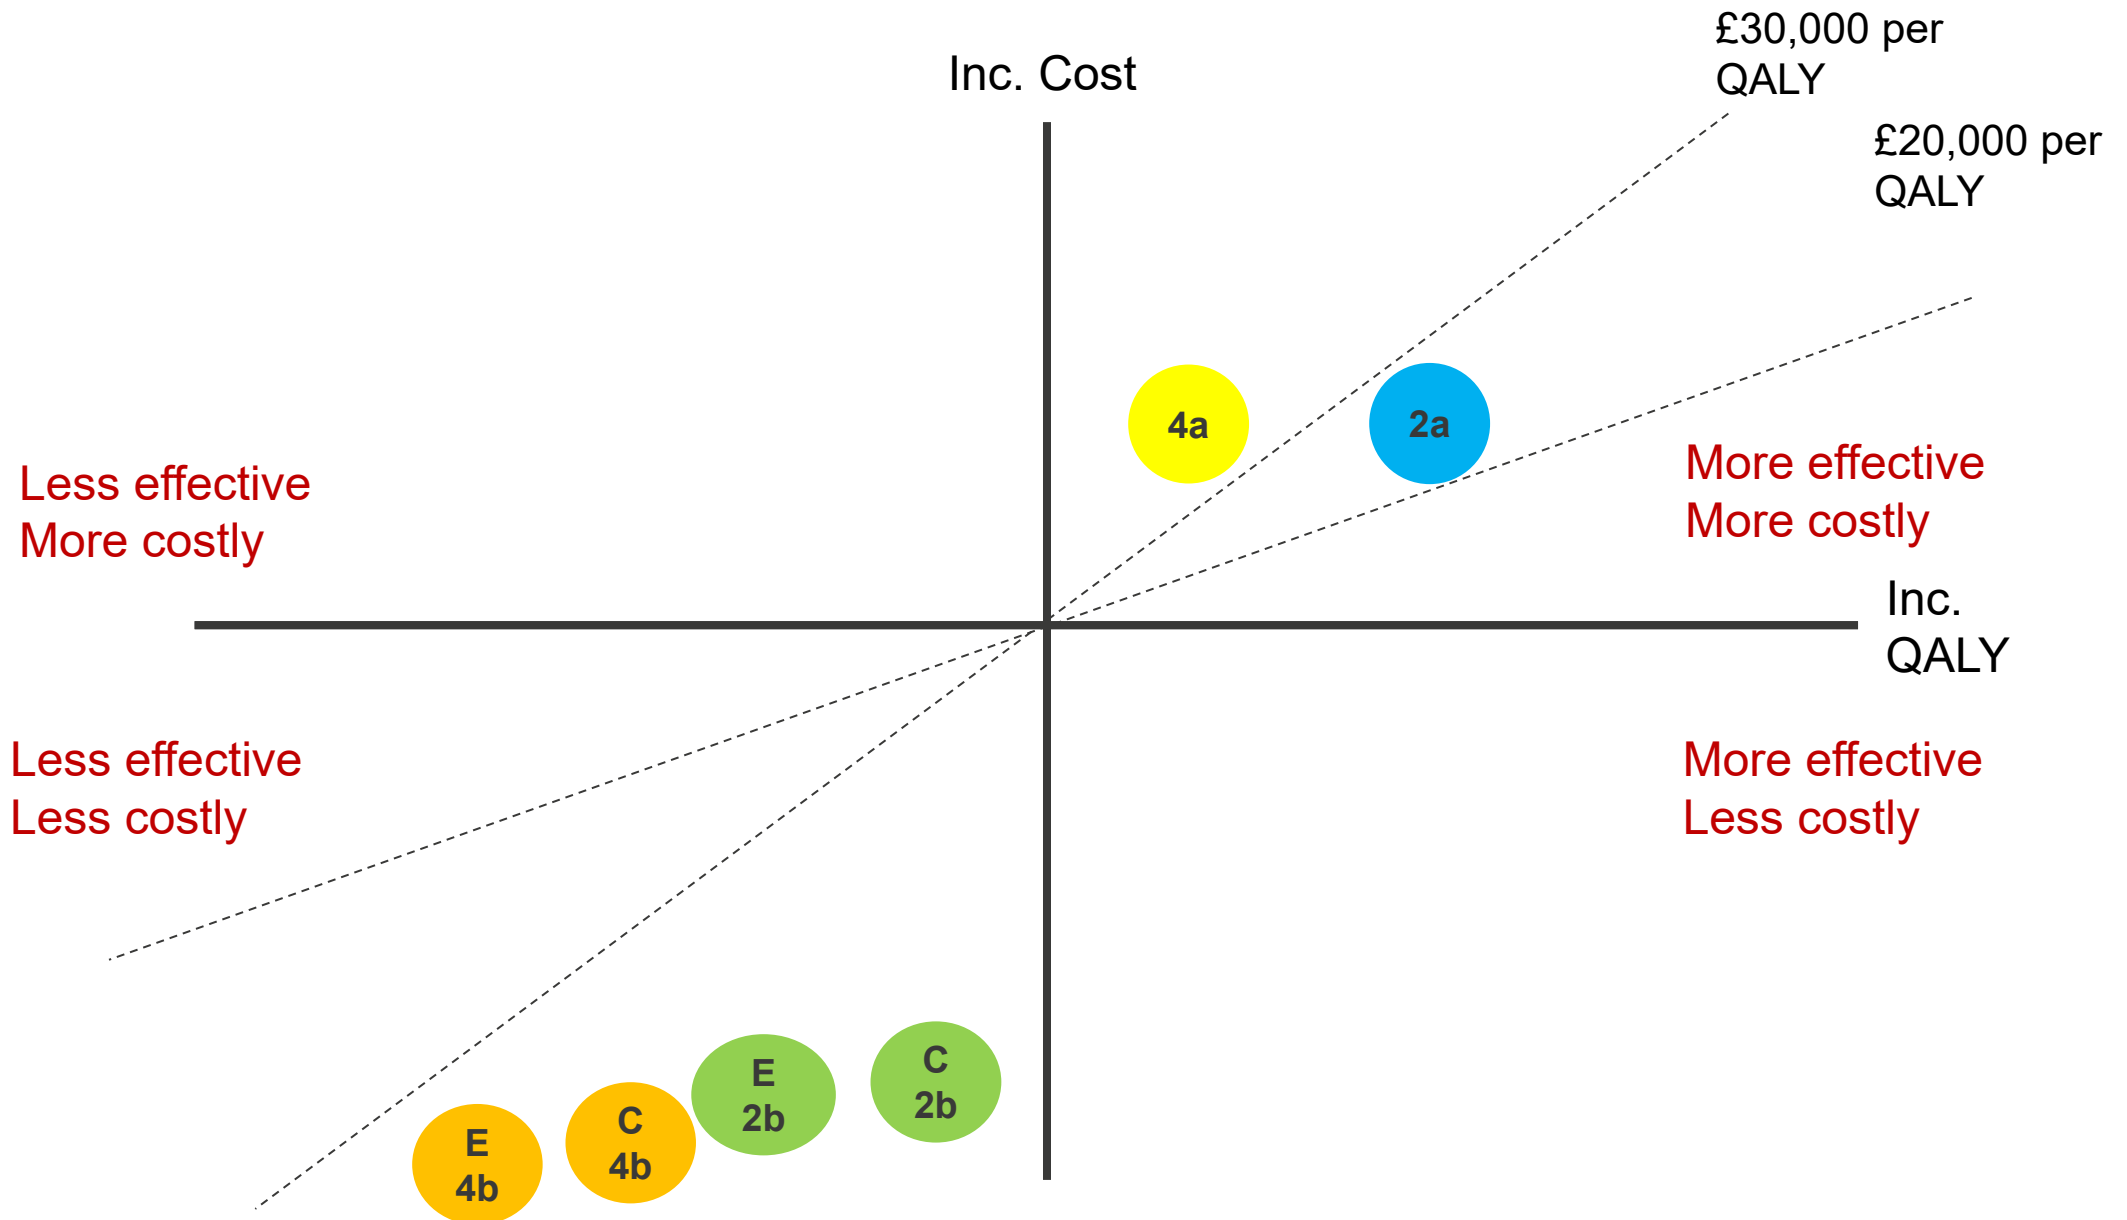 £30,000 per
QALY
Inc. Cost
£20,000 per
QALY
4a
2a
Less effective
More costly
More effective
More costly
Inc.
QALY
Less effective
Less costly
More effective
Less costly
E
4b
C
4b
E
2b
C
2b